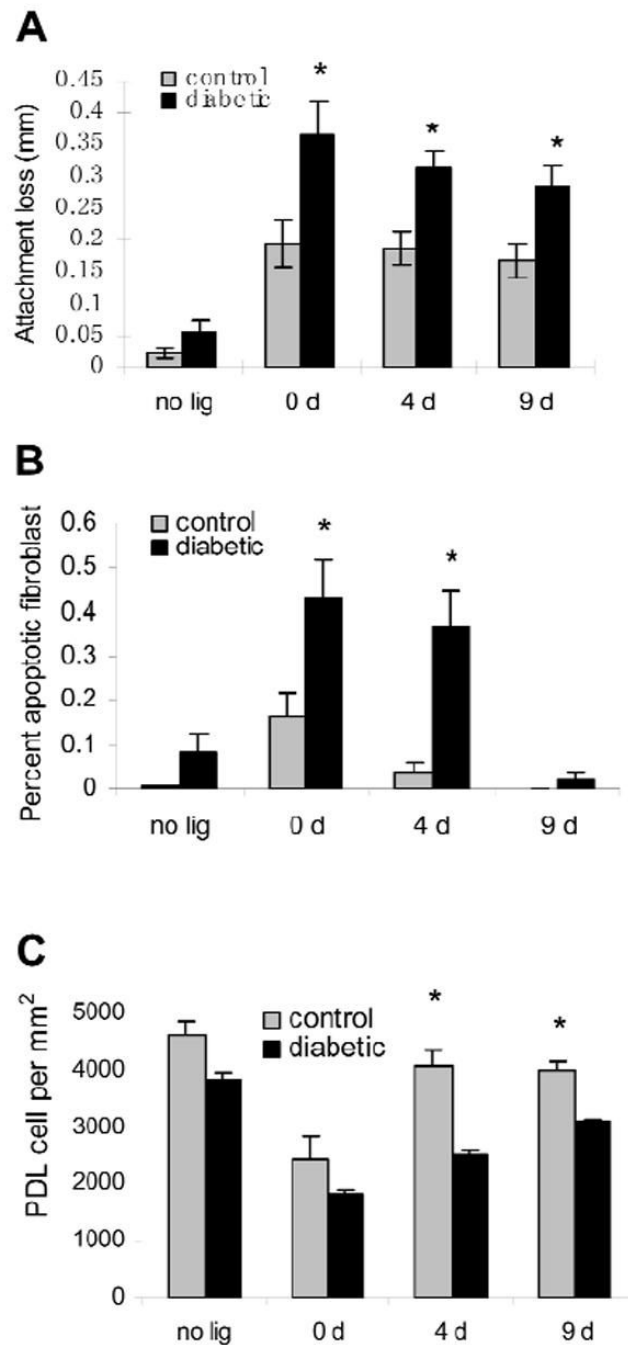 A
Attachment loss (mm)
0.45
0.4
0.35
0.3
0.25
0.2
0.15
0.1
0.05
0
control
diabetic
*
*
*
no lig 0 d 4 d 9 d
B
Percent apoptotic fibroblast
0.6
0.5
0.4
0.3
0.2
0.1
0
control
diabetic
*
*
no lig 0 d 4 d 9 d
C
PDL cell per mm²
5000
4000
3000
2000
1000
0
control
diabetic
*
*
no lig 0 d 4 d 9 d